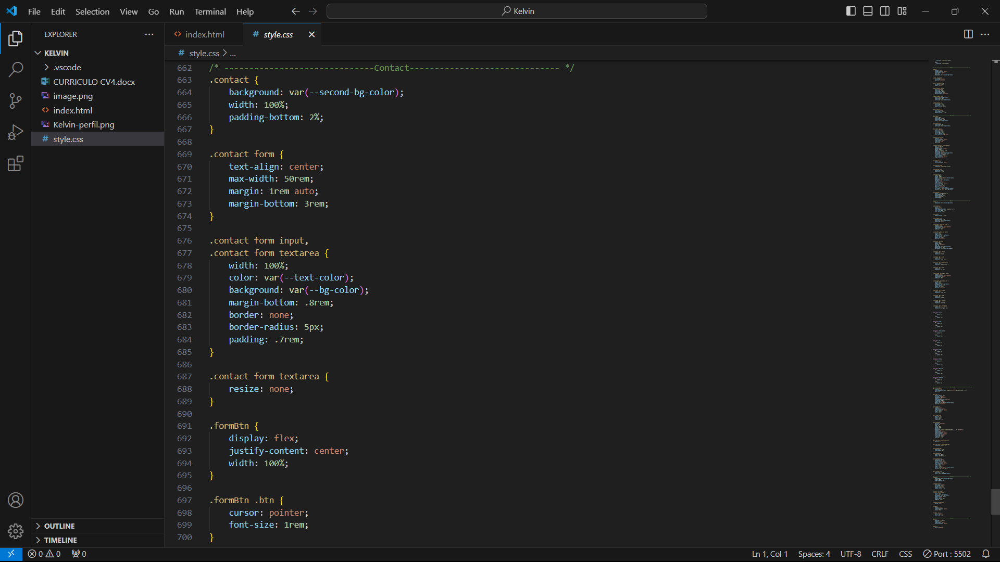 File Edit Selection View Go Run Terminal Help
Kelvin
EXPLORER
KELVIN
.vscode
CURRICULO CV4.docx
image.png
index.html
Kelvin-perfil.png
style.css
OUTLINE
TIMELINE
index.html
style.css
style.css > ...
662 /* ------------------------------Contact------------------------------ */
663 .contact {
664 background: var(--second-bg-color);
665 width: 100%;
666 padding-bottom: 2%;
667 }
668
669 .contact form {
670 text-align: center;
671 max-width: 50rem;
672 margin: 1rem auto;
673 margin-bottom: 3rem;
674 }
675
676 .contact form input,
677 .contact form textarea {
678 width: 100%;
679 color: var(--text-color);
680 background: var(--bg-color);
681 margin-bottom: .8rem;
682 border: none;
683 border-radius: 5px;
684 padding: .7rem;
685 }
686
687 .contact form textarea {
688 resize: none;
689 }
690
691 .formBtn {
692 display: flex;
693 justify-content: center;
694 width: 100%;
695 }
696
697 .formBtn .btn {
698 cursor: pointer;
699 font-size: 1rem;
700 }
0 0 0
Ln 1, Col 1 Spaces: 4 UTF-8 CRLF CSS Port : 5502